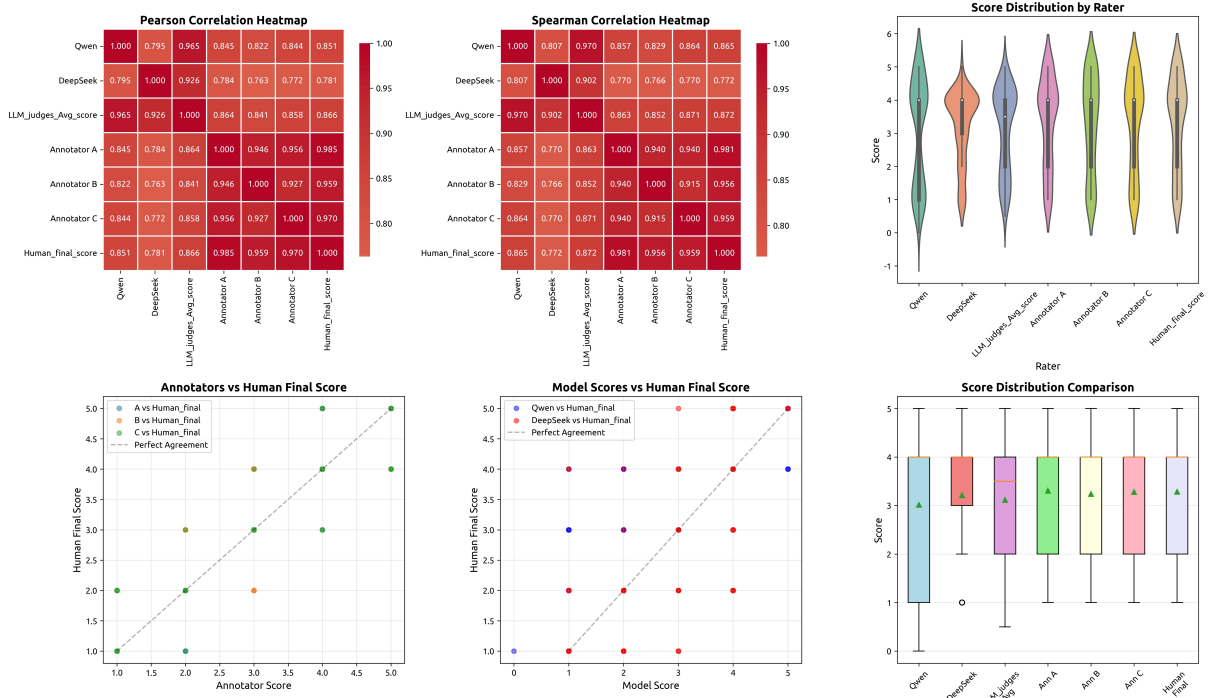 Pearson Correlation Heatmap
Qwen 1.000 0.795 0.965 0.845 0.822 0.844 0.851
DeepSeek 0.795 1.000 0.926 0.784 0.763 0.772 0.781
LLM_judges_Avg_score 0.965 0.926 1.000 0.864 0.841 0.858 0.866
Annotator A 0.845 0.784 0.864 1.000 0.946 0.956 0.985
Annotator B 0.822 0.763 0.841 0.946 1.000 0.927 0.959
Annotator C 0.844 0.772 0.858 0.956 0.927 1.000 0.970
Human_final_score 0.851 0.781 0.866 0.985 0.959 0.970 1.000
Qwen DeepSeek LLM_judges_Avg_score Annotator A Annotator B Annotator C Human_final_score
1.00
0.95
0.90
0.85
0.80
Spearman Correlation Heatmap
Qwen 1.000 0.807 0.970 0.857 0.829 0.864 0.865
DeepSeek 0.807 1.000 0.902 0.770 0.766 0.770 0.772
LLM_judges_Avg_score 0.970 0.902 1.000 0.863 0.852 0.871 0.872
Annotator A 0.857 0.770 0.863 1.000 0.940 0.940 0.981
Annotator B 0.829 0.766 0.852 0.940 1.000 0.915 0.956
Annotator C 0.864 0.770 0.871 0.940 0.915 1.000 0.959
Human_final_score 0.865 0.772 0.872 0.981 0.956 0.959 1.000
Qwen DeepSeek LLM_judges_Avg_score Annotator A Annotator B Annotator C Human_final_score
1.00
0.95
0.90
0.85
0.80
Score Distribution by Rater
Score
6
5
4
3
2
1
0
-1
Qwen DeepSeek LLM_judges_Avg_score Annotator A Annotator B Annotator C Human_final_score
Rater
Annotators vs Human Final Score
A vs Human_final
B vs Human_final
C vs Human_final
Perfect Agreement
Human Final Score
5.0
4.5
4.0
3.5
3.0
2.5
2.0
1.5
1.0
1.0 1.5 2.0 2.5 3.0 3.5 4.0 4.5 5.0
Annotator Score
Model Scores vs Human Final Score
Qwen vs Human_final
DeepSeek vs Human_final
Perfect Agreement
Human Final Score
5.0
4.5
4.0
3.5
3.0
2.5
2.0
1.5
1.0
0 1 2 3 4 5
Model Score
Score Distribution Comparison
Score
5
4
3
2
1
0
Qwen DeepSeek Ann A Ann B Ann C Human
Final